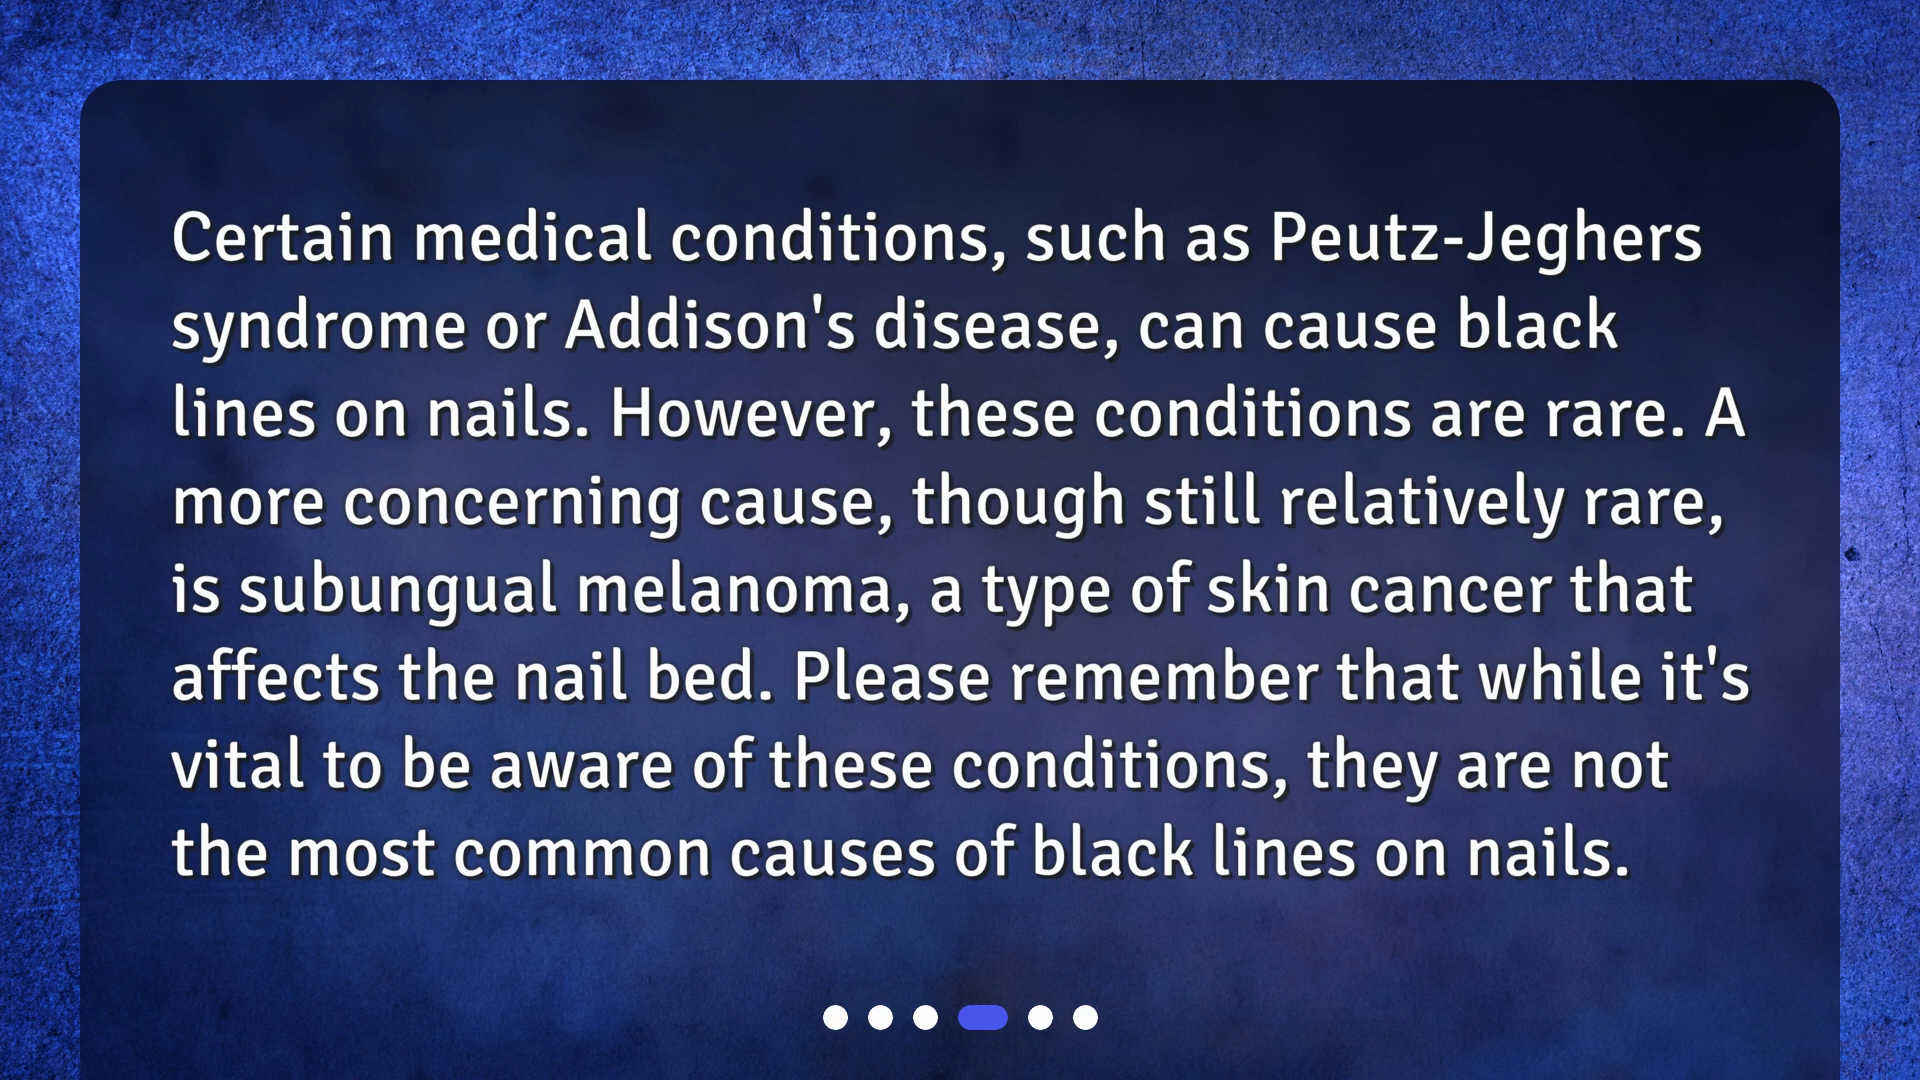 Certain medical conditions, such as Peutz-Jeghers
syndrome or Addison's disease, can cause black
lines on nails. However, these conditions are rare. A
more concerning cause, though still relatively rare,
is subungual melanoma, a type of skin cancer that
affects the nail bed. Please remember that while it's
vital to be aware of these conditions, they are not
the most common causes of black lines on nails.